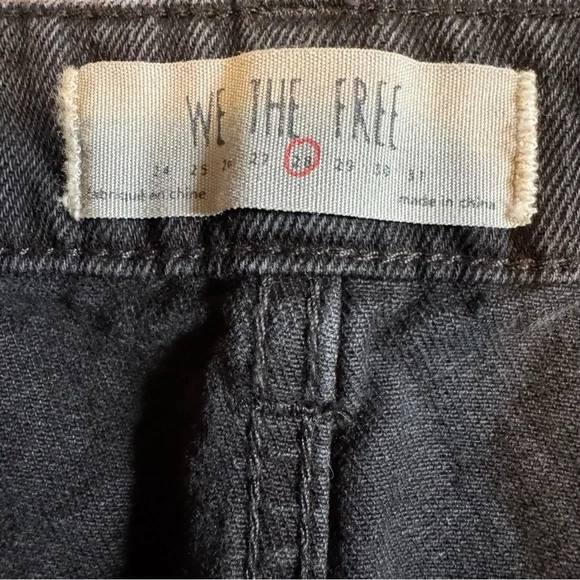 WE THE FREE
24 25 26 27 28 29 30 31
fabriqué en chine made in china